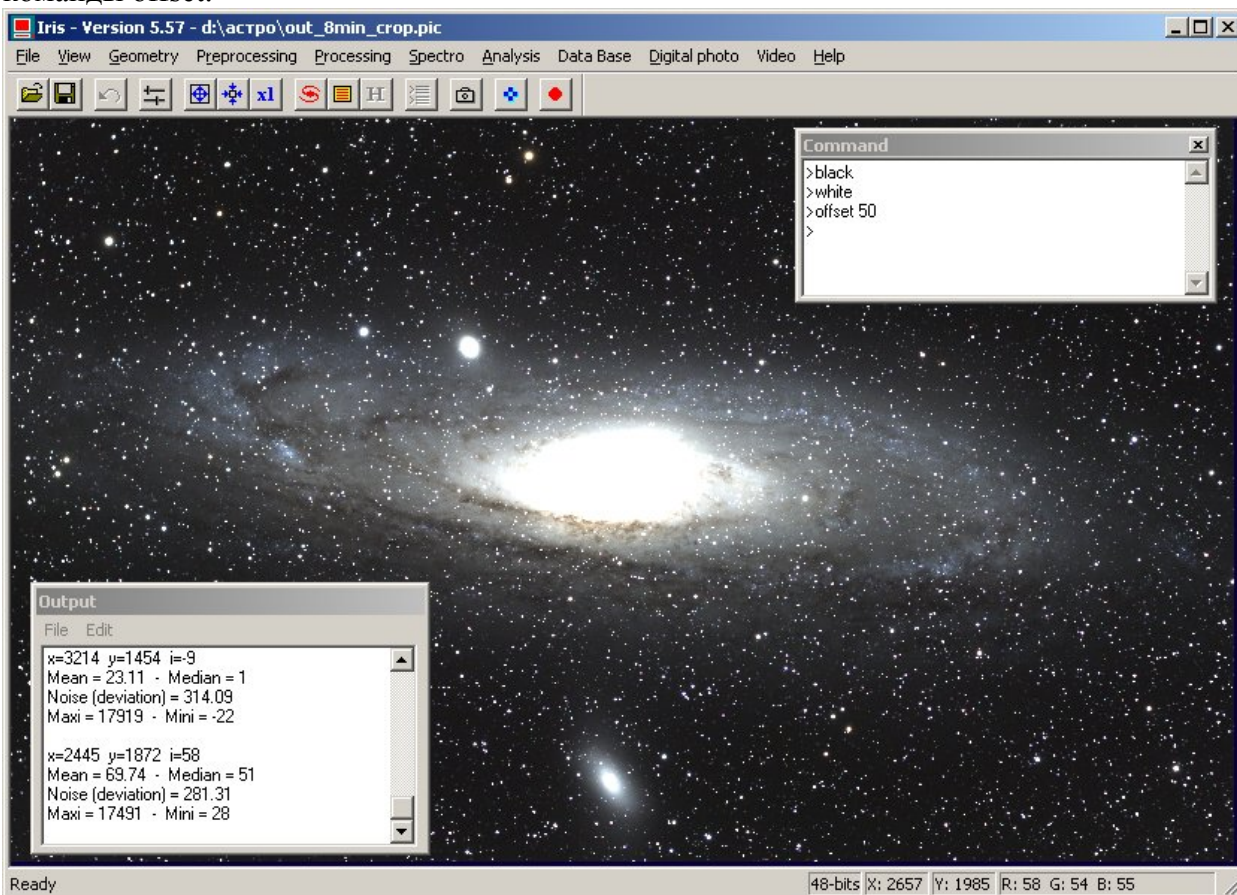 команды offset.
Iris - Version 5.57 - d:\астро\out_8min_crop.pic
File View Geometry Preprocessing Processing Spectro Analysis Data Base Digital photo Video Help
x1
H
Command
>black
>white
>offset 50
>
Output
File Edit
x=3214 y=1454 i=-9
Mean = 23.11 - Median = 1
Noise (deviation) = 314.09
Maxi = 17919 - Mini = -22
x=2445 y=1872 i=58
Mean = 69.74 - Median = 51
Noise (deviation) = 281.31
Maxi = 17491 - Mini = 28
Ready 48-bits X: 2657 Y: 1985 R: 58 G: 54 B: 55